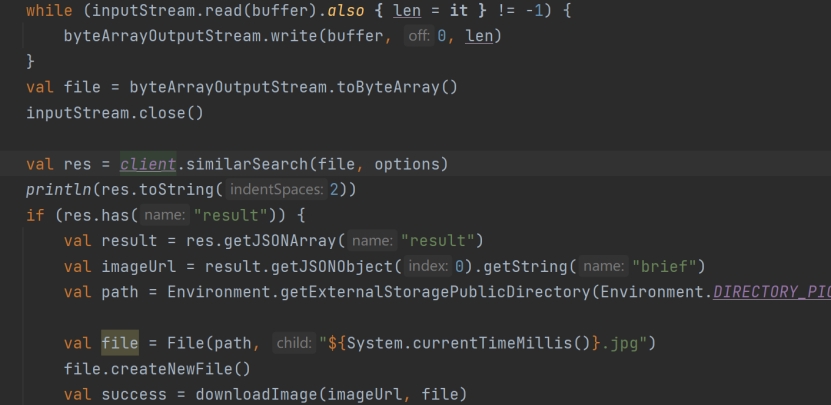 while (inputStream.read(buffer).also { len = it } != -1) {
byteArrayOutputStream.write(buffer, off: 0, len)
}
val file = byteArrayOutputStream.toByteArray()
inputStream.close()
val res = client.similarSearch(file, options)
println(res.toString( indentSpaces: 2))
if (res.has( name: "result")) {
val result = res.getJSONArray( name: "result")
val imageUrl = result.getJSONObject( index: 0).getString( name: "brief")
val path = Environment.getExternalStoragePublicDirectory(Environment.DIRECTORY_PIC
val file = File(path, child: "${System.currentTimeMillis()}.jpg")
file.createNewFile()
val success = downloadImage(imageUrl, file)